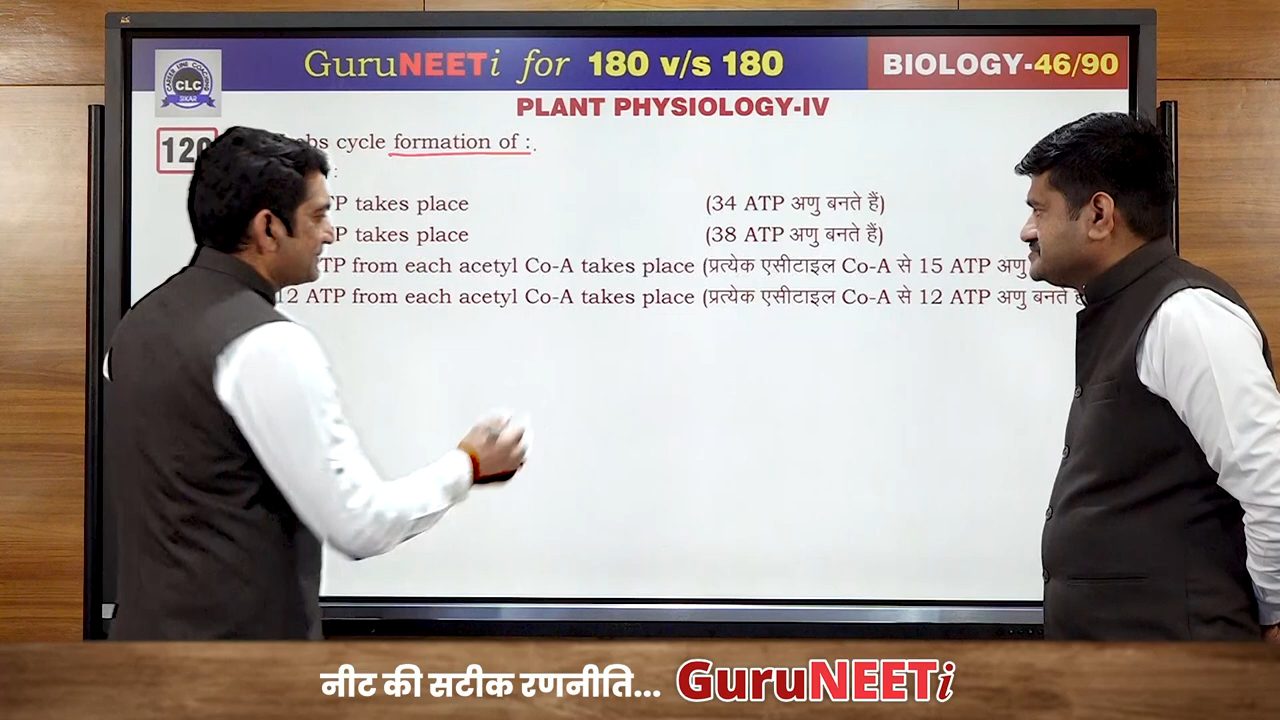 GuruNEETi for 180 v/s 180
BIOLOGY-46/90
CAREER LINE COACHING
CLC
SIKAR
PLANT PHYSIOLOGY-IV
cycle formation of :
:
takes place (34 ATP अणु बनते हैं)
takes place (38 ATP अणु बनते हैं)
from each acetyl Co-A takes place (प्रत्येक एसीटाइल Co-A से 15 ATP अणु
12 ATP from each acetyl Co-A takes place (प्रत्येक एसीटाइल Co-A से 12 ATP अणु बनते
नीट की सटीक रणनीति... GuruNEETi